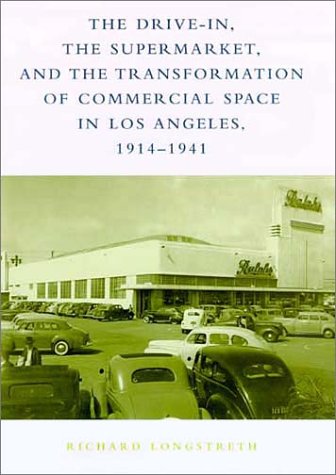 THE DRIVE-IN,
THE SUPERMARKET,
AND THE TRANSFORMATION
OF COMMERCIAL SPACE
IN LOS ANGELES,
1914–1941
Ralphs
Ralphs
RICHARD LONGSTRETH